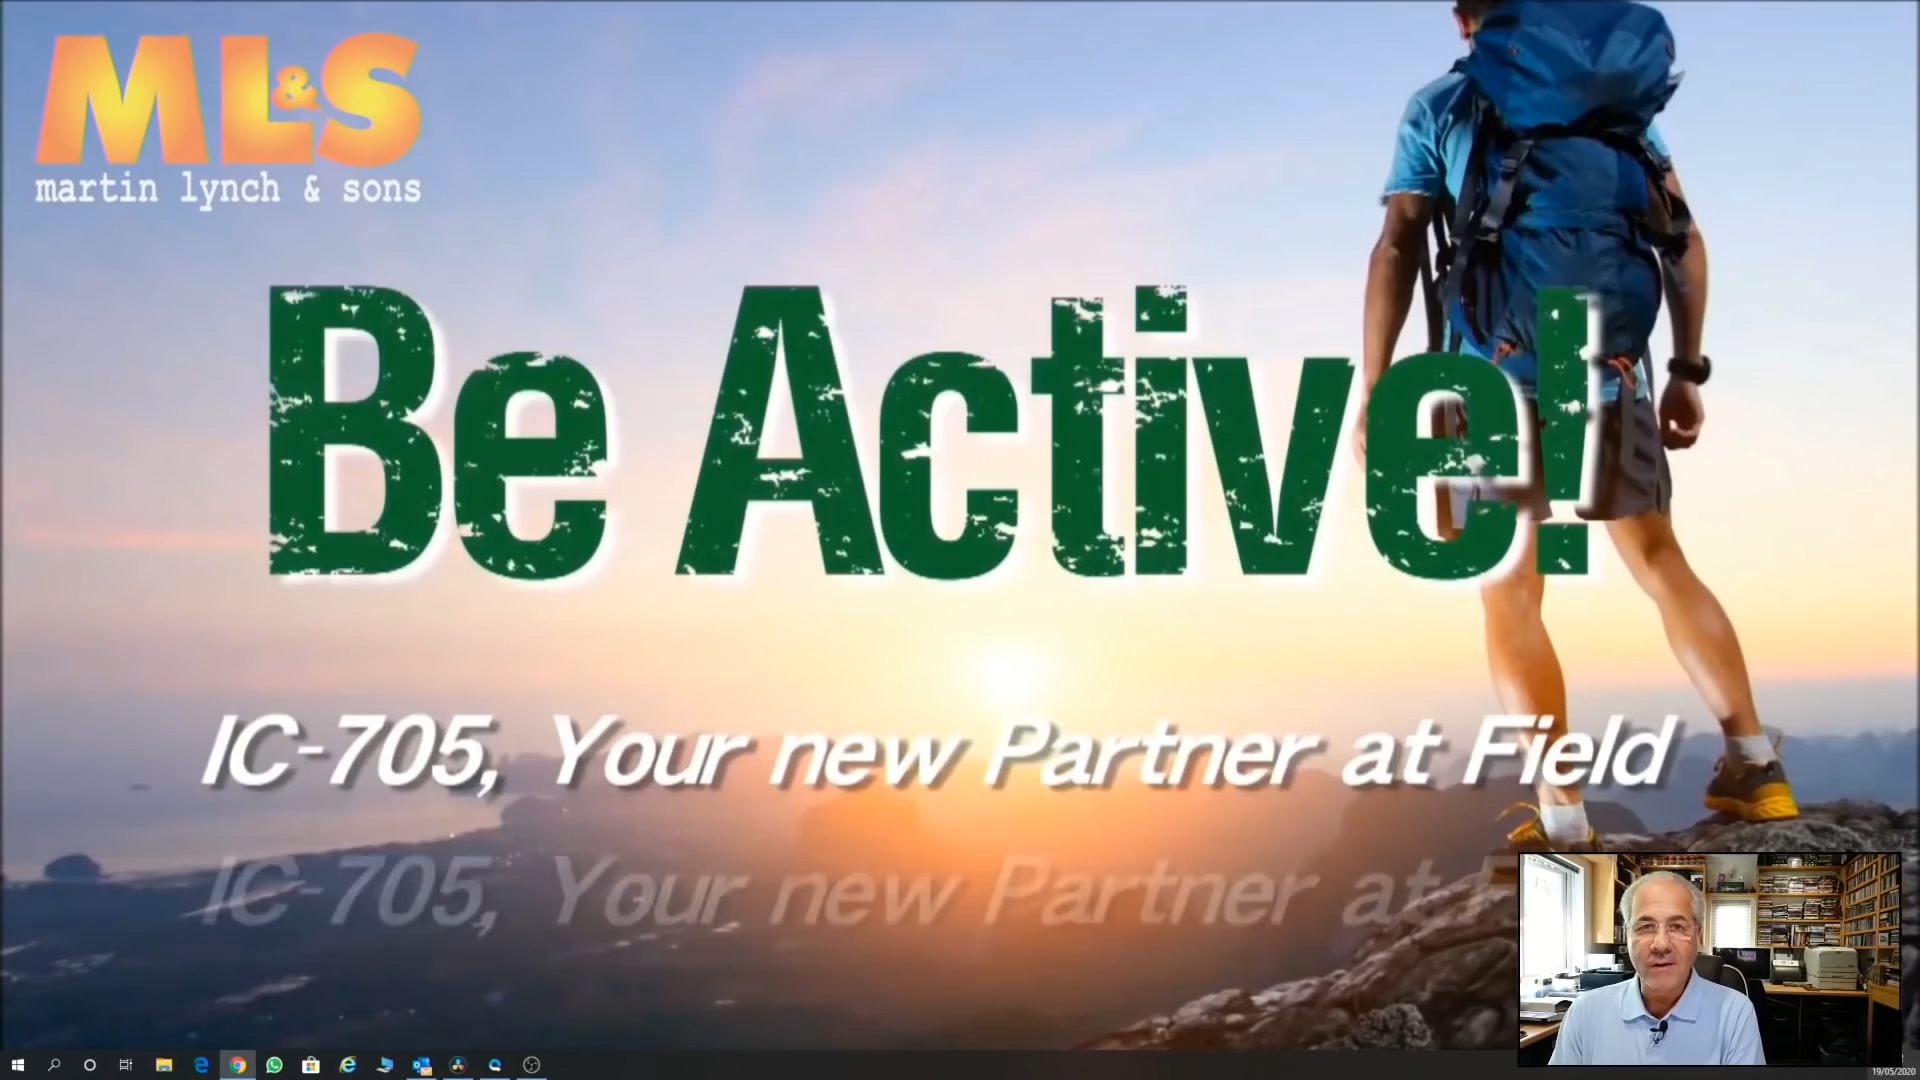 ML&S
martin lynch & sons
Be Active!
IC-705, Your new Partner at Field
IC-705, Your new Partner at F
19/05/2020